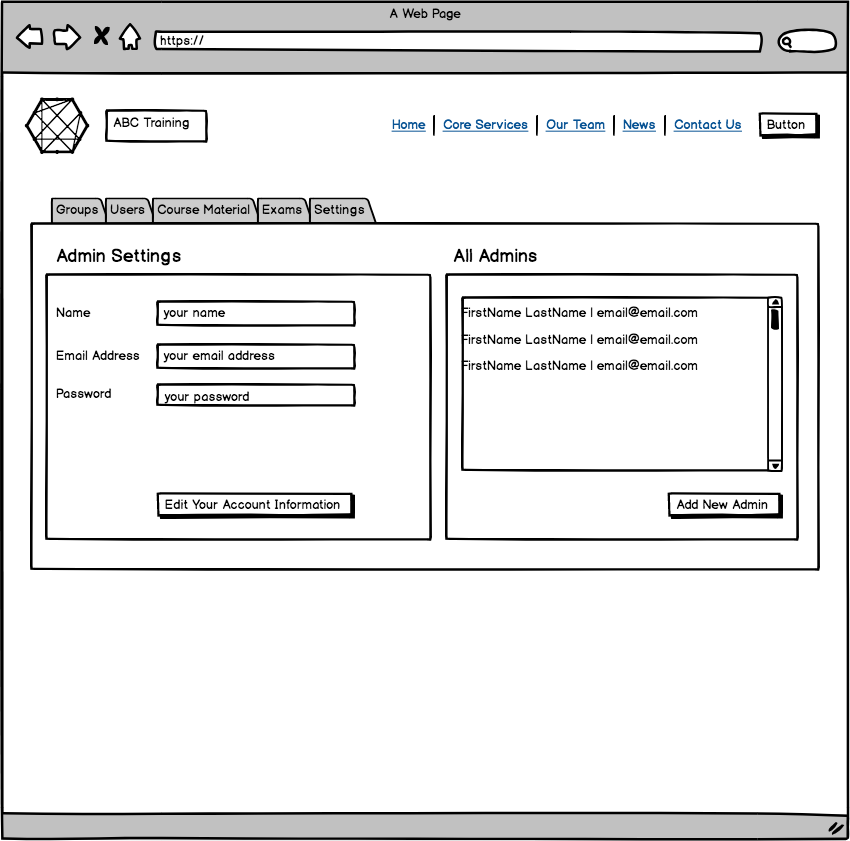 A Web Page
https://
ABC Training
Home | Core Services | Our Team | News | Contact Us
Button
Groups
Users
Course Material
Exams
Settings
Admin Settings
Name
your name
Email Address
your email address
Password
your password
Edit Your Account Information
All Admins
FirstName LastName | email@email.com
FirstName LastName | email@email.com
FirstName LastName | email@email.com
Add New Admin